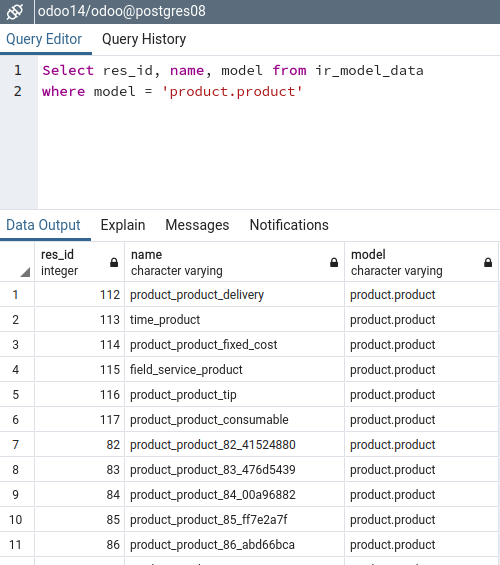 odoo14/odoo@postgres08
Query Editor Query History
1 Select res_id, name, model from ir_model_data
2 where model = 'product.product'
Data Output Explain Messages Notifications
res_id name model
integer character varying character varying
1 112 product_product_delivery product.product
2 113 time_product product.product
3 114 product_product_fixed_cost product.product
4 115 field_service_product product.product
5 116 product_product_tip product.product
6 117 product_product_consumable product.product
7 82 product_product_82_41524880 product.product
8 83 product_product_83_476d5439 product.product
9 84 product_product_84_00a96882 product.product
10 85 product_product_85_ff7e2a7f product.product
11 86 product_product_86_abd66bca product.product